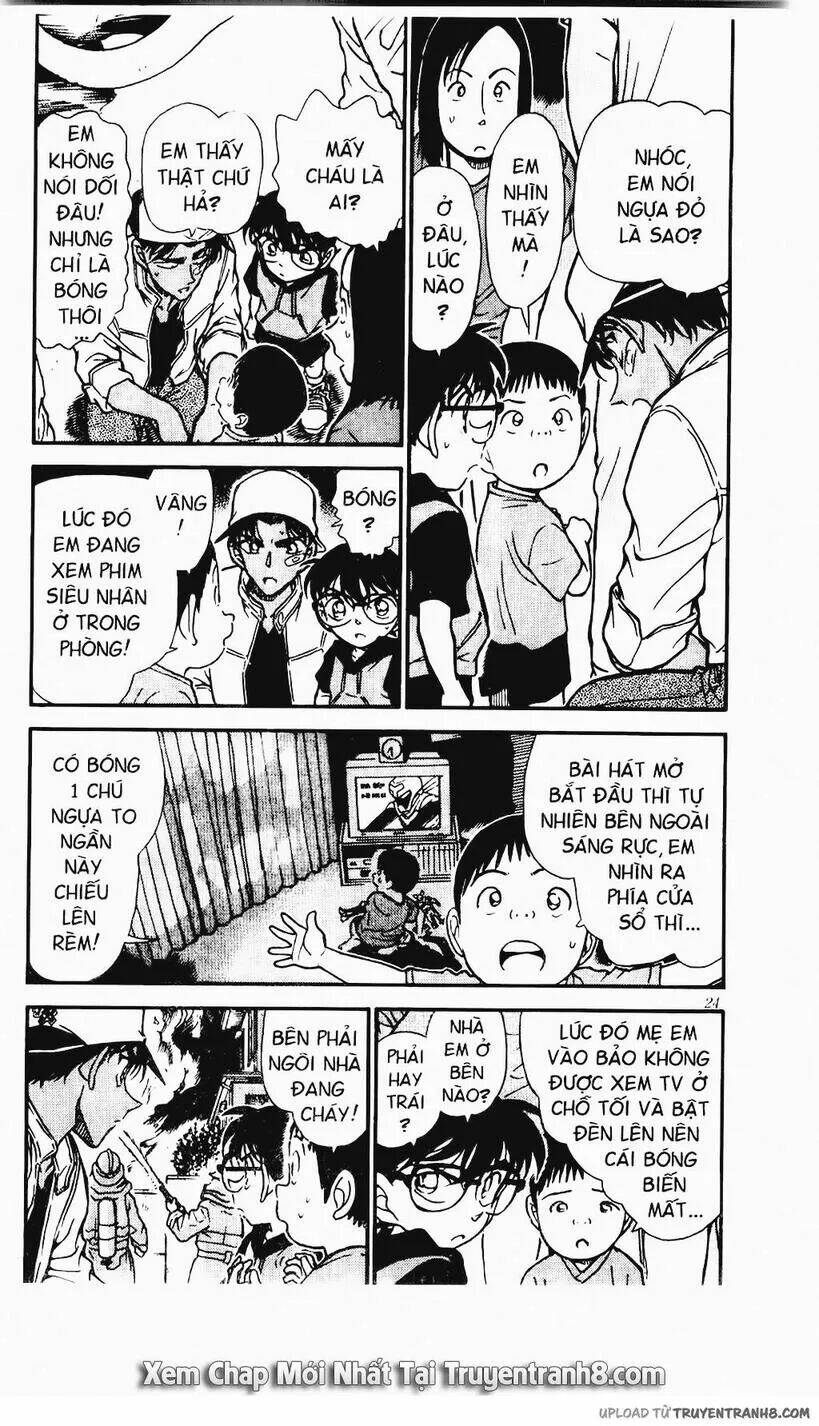 NHÓC,
EM NÓI
NGỰA ĐỎ
LÀ SAO?
EM
NHÌN
THẤY
MÀ
!
Ở
ĐÂU,
LÚC
NÀO
?
MẤY
CHÁU LÀ
AI?
EM THẤY
THẬT CHỨ
HẢ?
EM
KHÔNG
NÓI DỐI
ĐÂU!
NHƯNG
CHỈ LÀ
BÓNG
THÔI
...
BÓNG
?
VÂNG
!
LÚC ĐÓ
EM ĐANG
XEM PHIM
SIÊU NHÂN
Ở TRONG
PHÒNG!
BÀI HÁT MỞ
BẮT ĐẦU THÌ TỰ
NHIÊN BÊN NGOÀI
SÁNG RỰC, EM
NHÌN RA
PHÍA CỬA
SỔ THÌ...
CÓ BÓNG
1 CHÚ
NGỰA TO
NGẦN
NÀY
CHIẾU
LÊN
RÈM!
24
LÚC ĐÓ MẸ EM
VÀO BẢO KHÔNG
ĐƯỢC XEM TV Ở
CHỖ TỐI VÀ BẬT
ĐÈN LÊN NÊN
CÁI BÓNG
BIẾN
MẤT...
NHÀ
EM Ở
BÊN
NÀO?
PHẢI
HAY
TRÁI
?
BÊN PHẢI
NGÔI NHÀ
ĐANG
CHÁY!
Xem Chap Mới Nhất Tại Truyentranh8.com
UPLOAD TỪ TRUYENTRANH8.COM